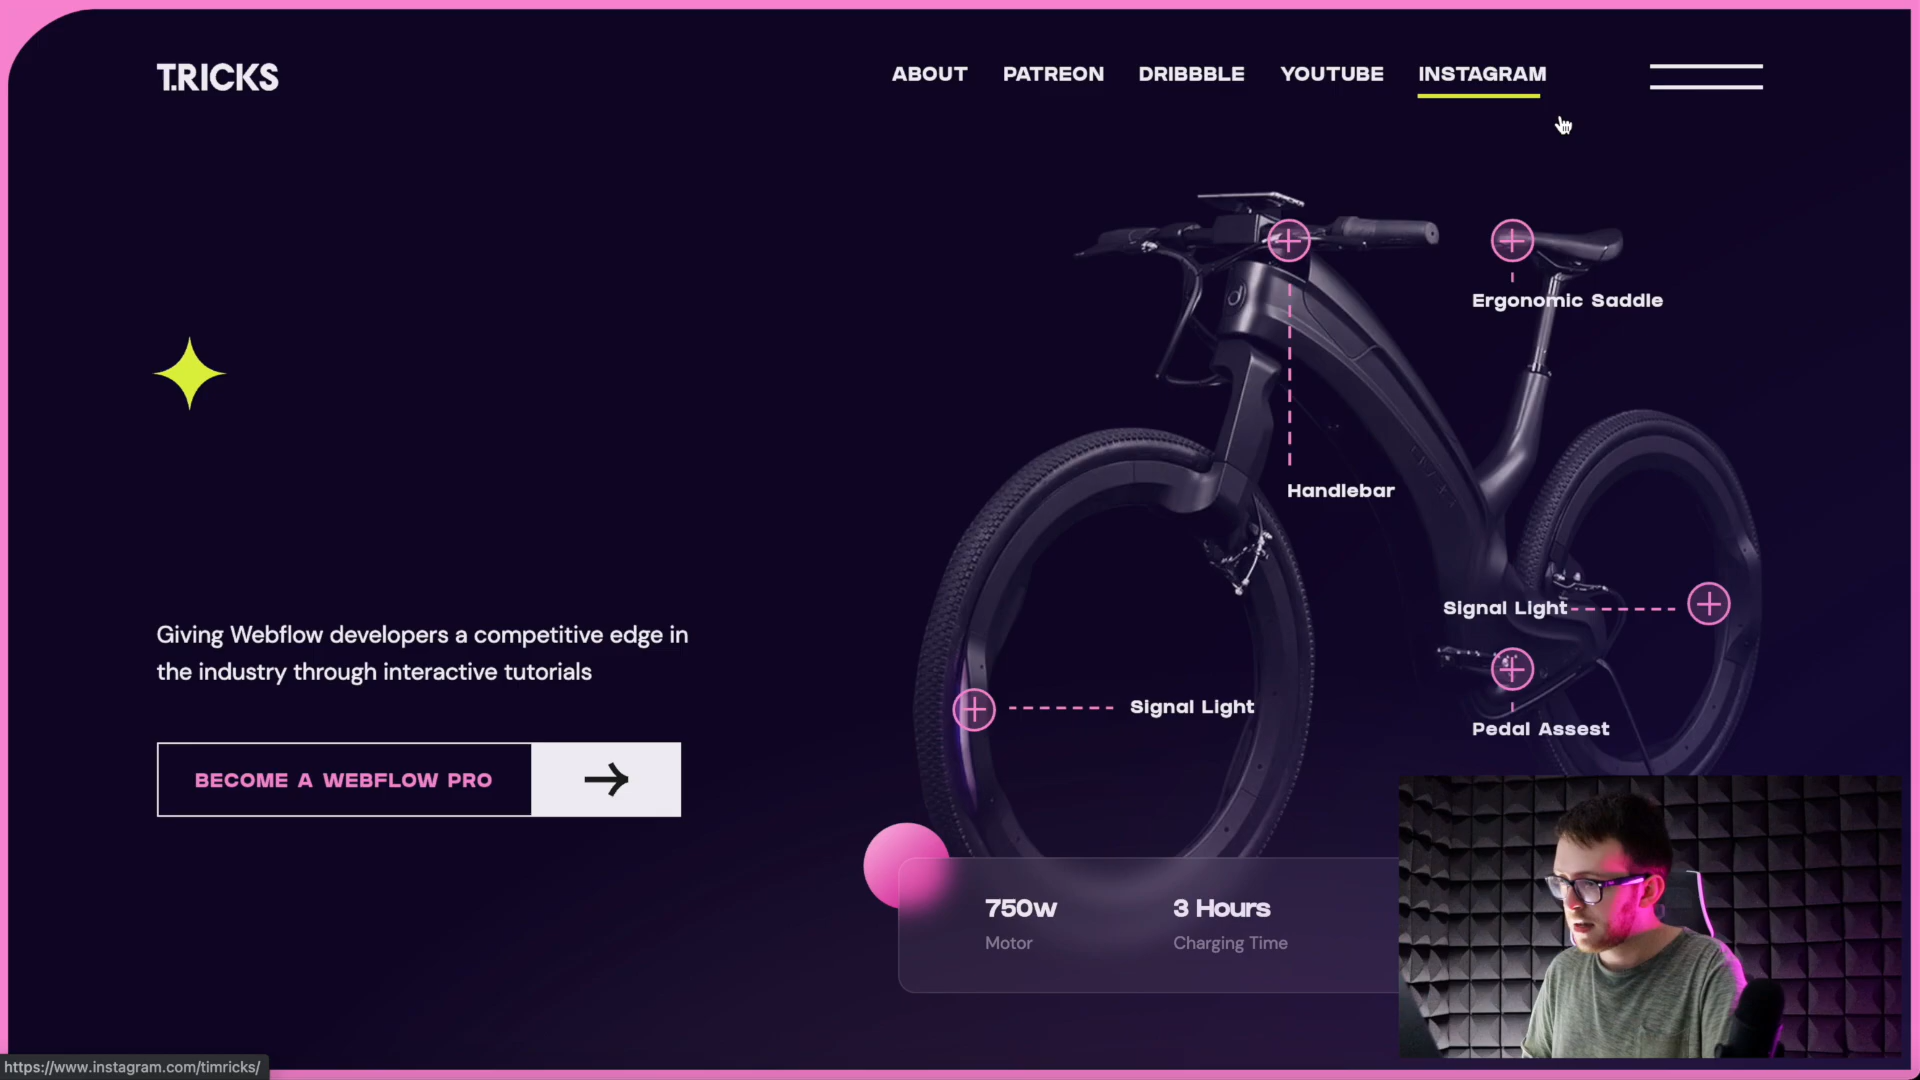 T.RICKS
ABOUT PATREON DRIBBBLE YOUTUBE INSTAGRAM
Ergonomic Saddle
Handlebar
Signal Light
Giving Webflow developers a competitive edge in
the industry through interactive tutorials
Signal Light
Pedal Assest
BECOME A WEBFLOW PRO
750w
Motor
3 Hours
Charging Time
https://www.instagram.com/timricks/